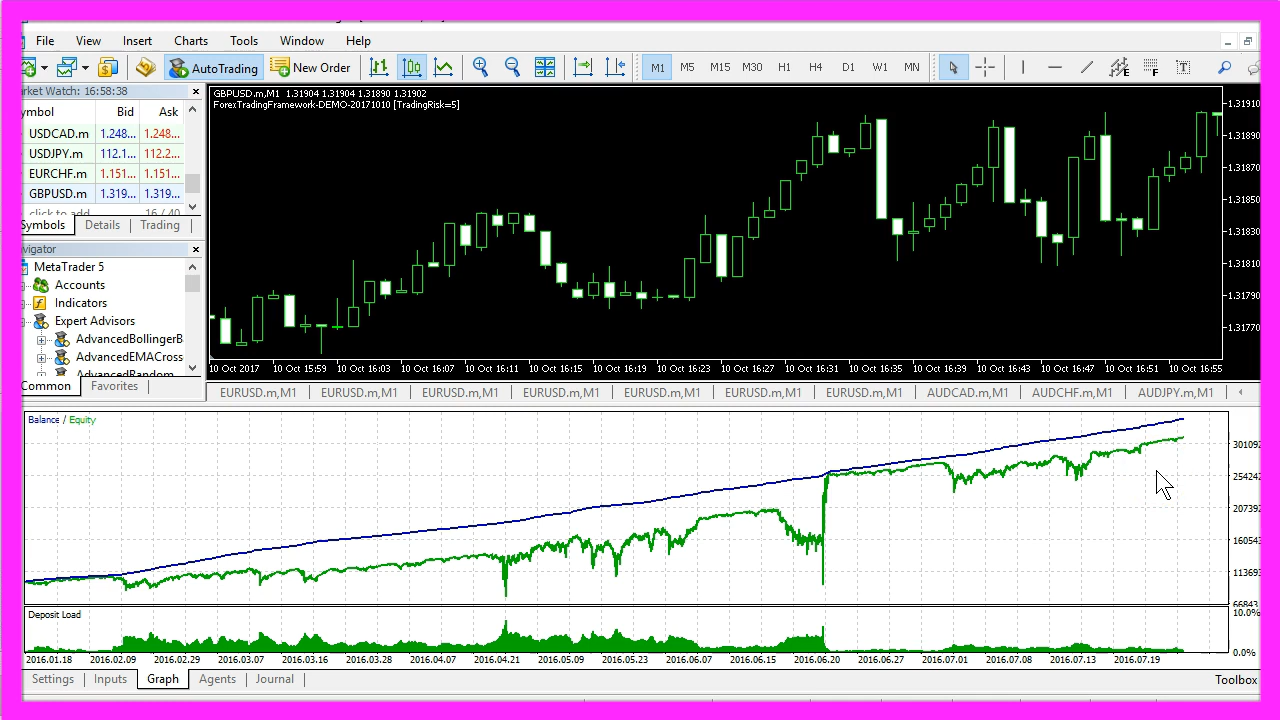 File View Insert Charts Tools Window Help
AutoTrading New Order M1 M5 M15 M30 H1 H4 D1 W1 MN
rket Watch: 16:58:38
ymbol Bid Ask
USDCAD.m 1.248... 1.248...
USDJPY.m 112.1... 112.2...
EURCHF.m 1.151... 1.151...
GBPUSD.m 1.319... 1.319...
click to add 16 / 40
Symbols Details Trading
vigator
MetaTrader 5
Accounts
Indicators
Expert Advisors
AdvancedBollingerB
AdvancedEMACross
AdvancedRandom
Common Favorites
GBPUSD.m,M1 1.31904 1.31904 1.31890 1.31902
ForexTradingFramework-DEMO-20171010 [TradingRisk=5]
1.31910
1.31890
1.31870
1.31850
1.31830
1.31810
1.31790
1.31770
10 Oct 2017 10 Oct 15:59 10 Oct 16:03 10 Oct 16:07 10 Oct 16:11 10 Oct 16:15 10 Oct 16:19 10 Oct 16:23 10 Oct 16:27 10 Oct 16:31 10 Oct 16:35 10 Oct 16:39 10 Oct 16:43 10 Oct 16:47 10 Oct 16:51 10 Oct 16:55
EURUSD.m,M1 EURUSD.m,M1 EURUSD.m,M1 EURUSD.m,M1 EURUSD.m,M1 EURUSD.m,M1 EURUSD.m,M1 AUDCAD.m,M1 AUDCHF.m,M1 AUDJPY.m,M1
Balance / Equity
301092
254242
207392
160543
113693
66843
Deposit Load
10.0%
0.0%
2016.01.18 2016.02.09 2016.02.29 2016.03.07 2016.03.16 2016.03.28 2016.04.07 2016.04.21 2016.05.09 2016.05.23 2016.06.07 2016.06.15 2016.06.20 2016.06.27 2016.07.01 2016.07.08 2016.07.13 2016.07.19
Settings Inputs Graph Agents Journal Toolbox